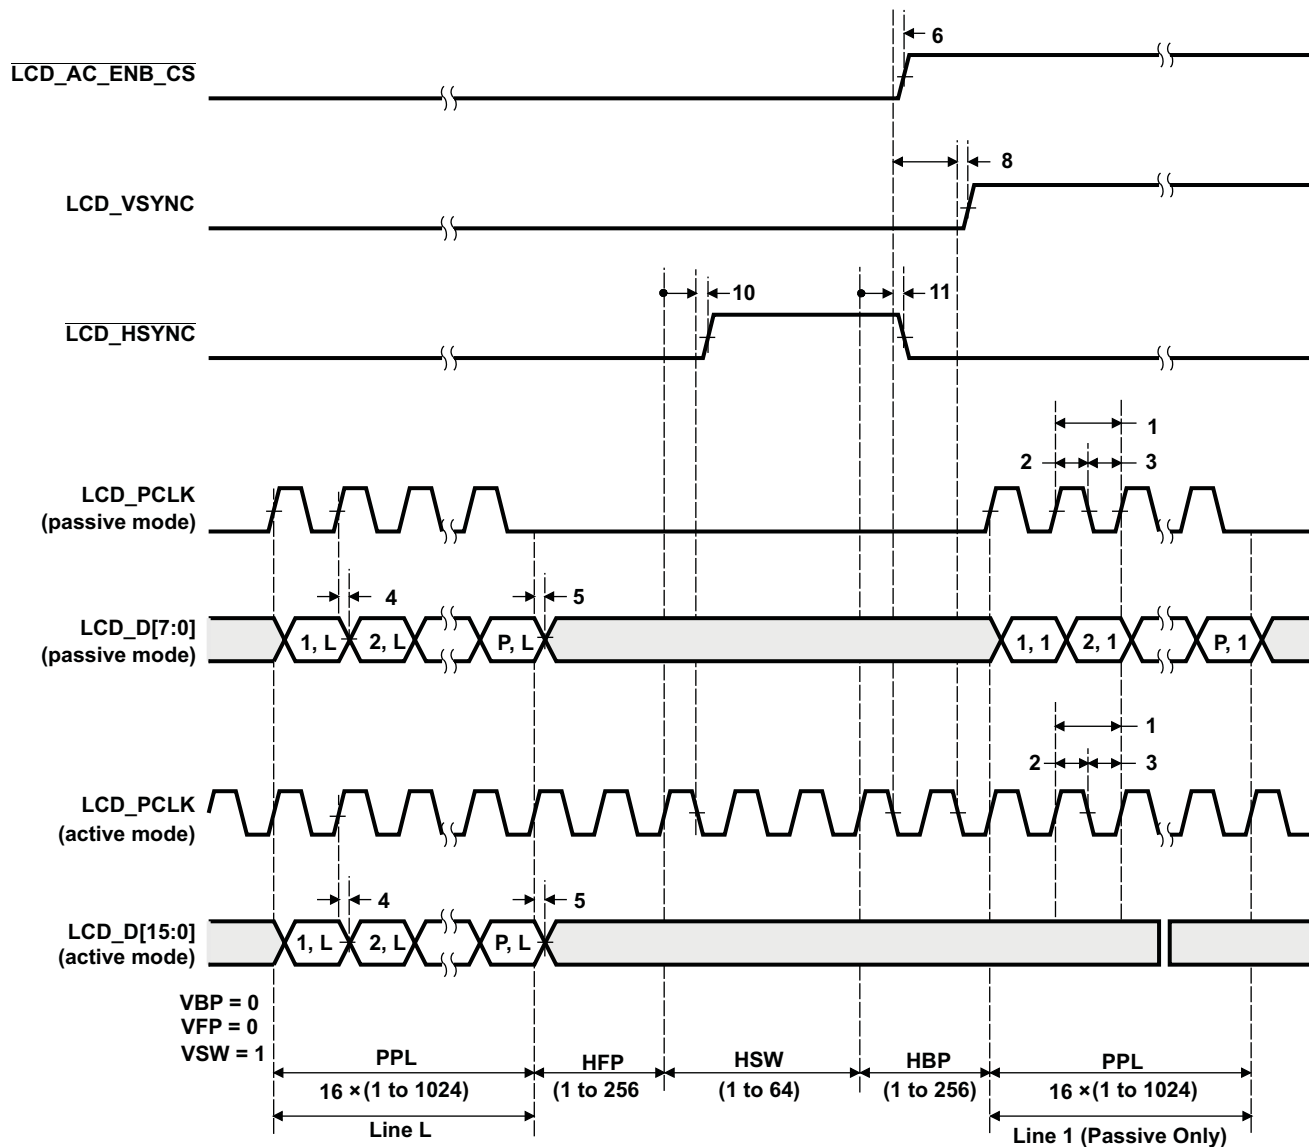 6
LCD_AC_ENB_CS
8
LCD_VSYNC
10
11
LCD_HSYNC
1
2
3
LCD_PCLK
(passive mode)
4
5
LCD_D[7:0]
(passive mode)
1, L
2, L
P, L
1, 1
2, 1
P, 1
1
2
3
LCD_PCLK
(active mode)
4
5
LCD_D[15:0]
(active mode)
1, L
2, L
P, L
VBP = 0
VFP = 0
VSW = 1
PPL
HFP
HSW
HBP
PPL
16 ×(1 to 1024)
(1 to 256
(1 to 64)
(1 to 256)
16 ×(1 to 1024)
Line L
Line 1 (Passive Only)